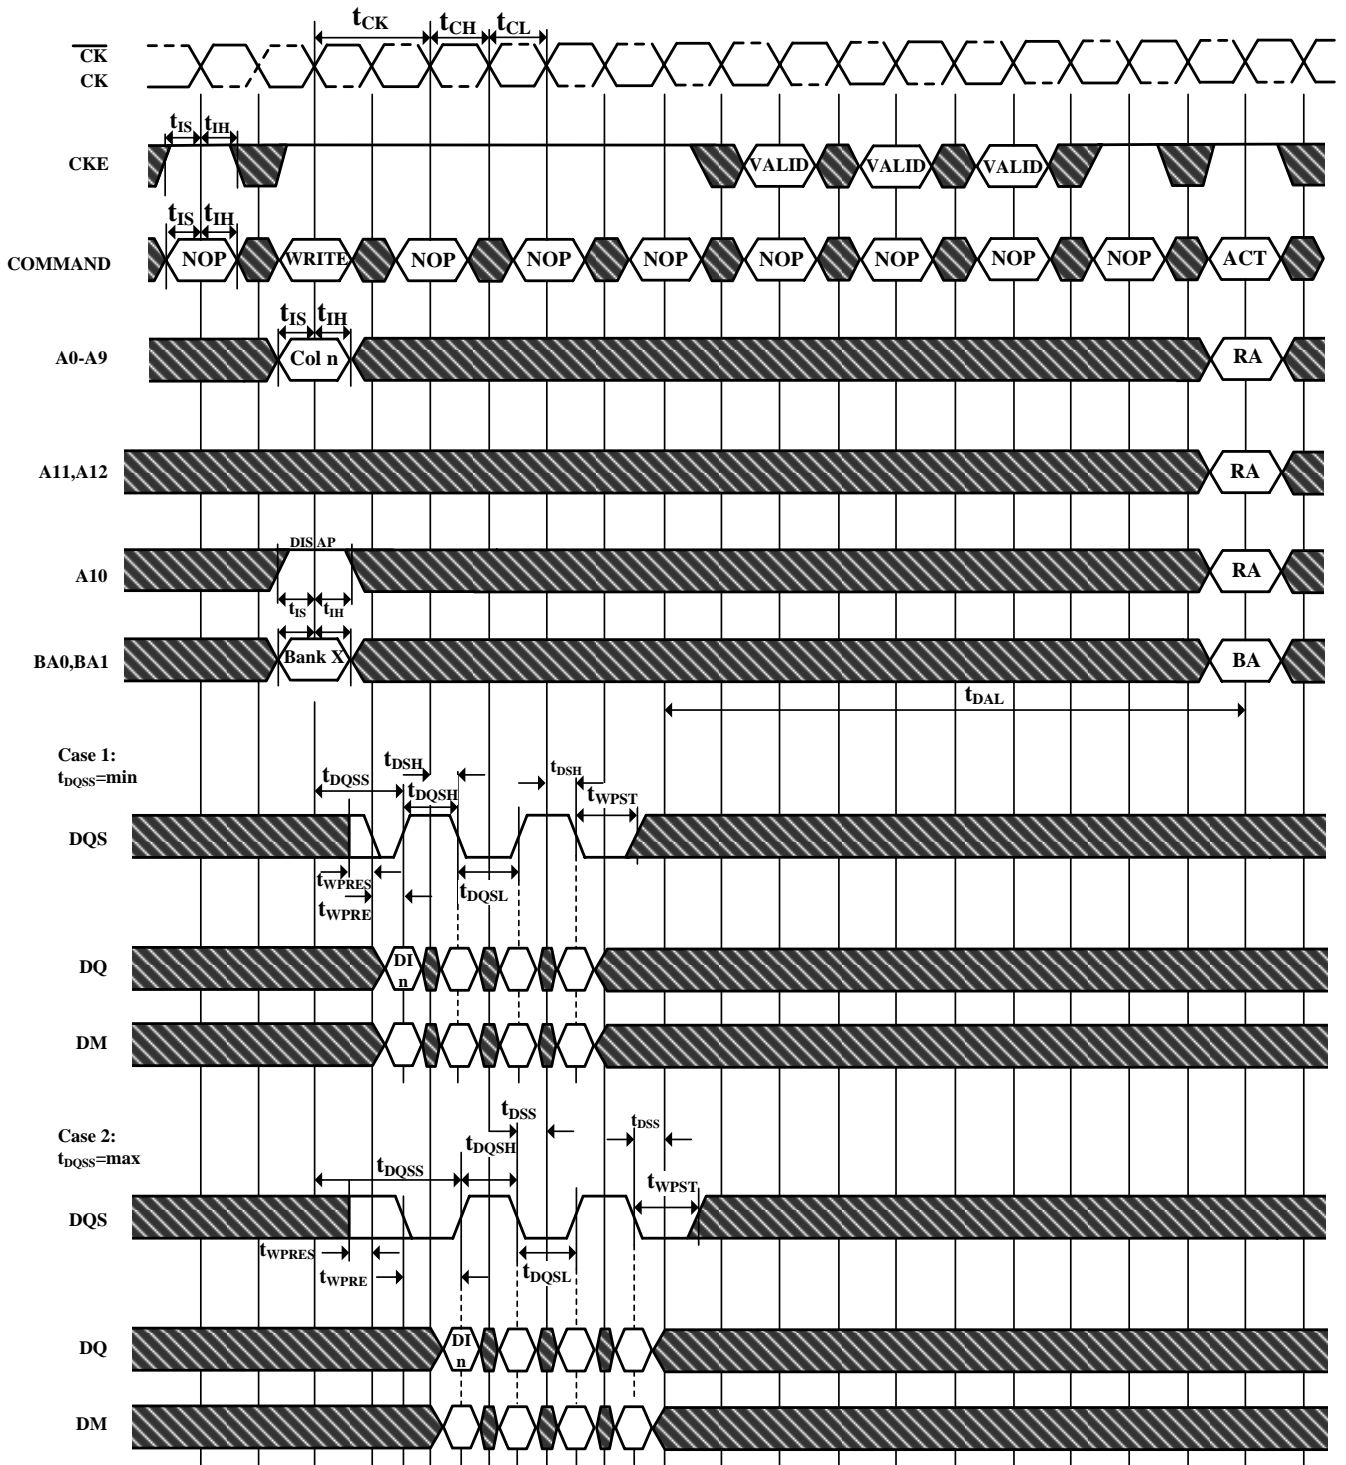 tCK tCH tCL
CK
CK
tIS tIH
CKE VALID VALID VALID
tIS tIH
COMMAND NOP WRITE NOP NOP NOP NOP NOP NOP NOP ACT
tIS tIH
A0-A9 Col n RA
A11,A12 RA
DIS AP
A10 RA
tIS tIH
BA0,BA1 Bank X BA
tDAL
Case 1:
tDQSS=min
tDSH tDSH
tDQSS tDQSH tWPST
DQS
tWPRES tDQSL
tWPRE
DQ DI
n
DM
Case 2:
tDQSS=max
tDSS tDSS
tDQSH
tDQSS tWPST
DQS
tWPRES
tWPRE tDQSL
DQ DI
n
DM